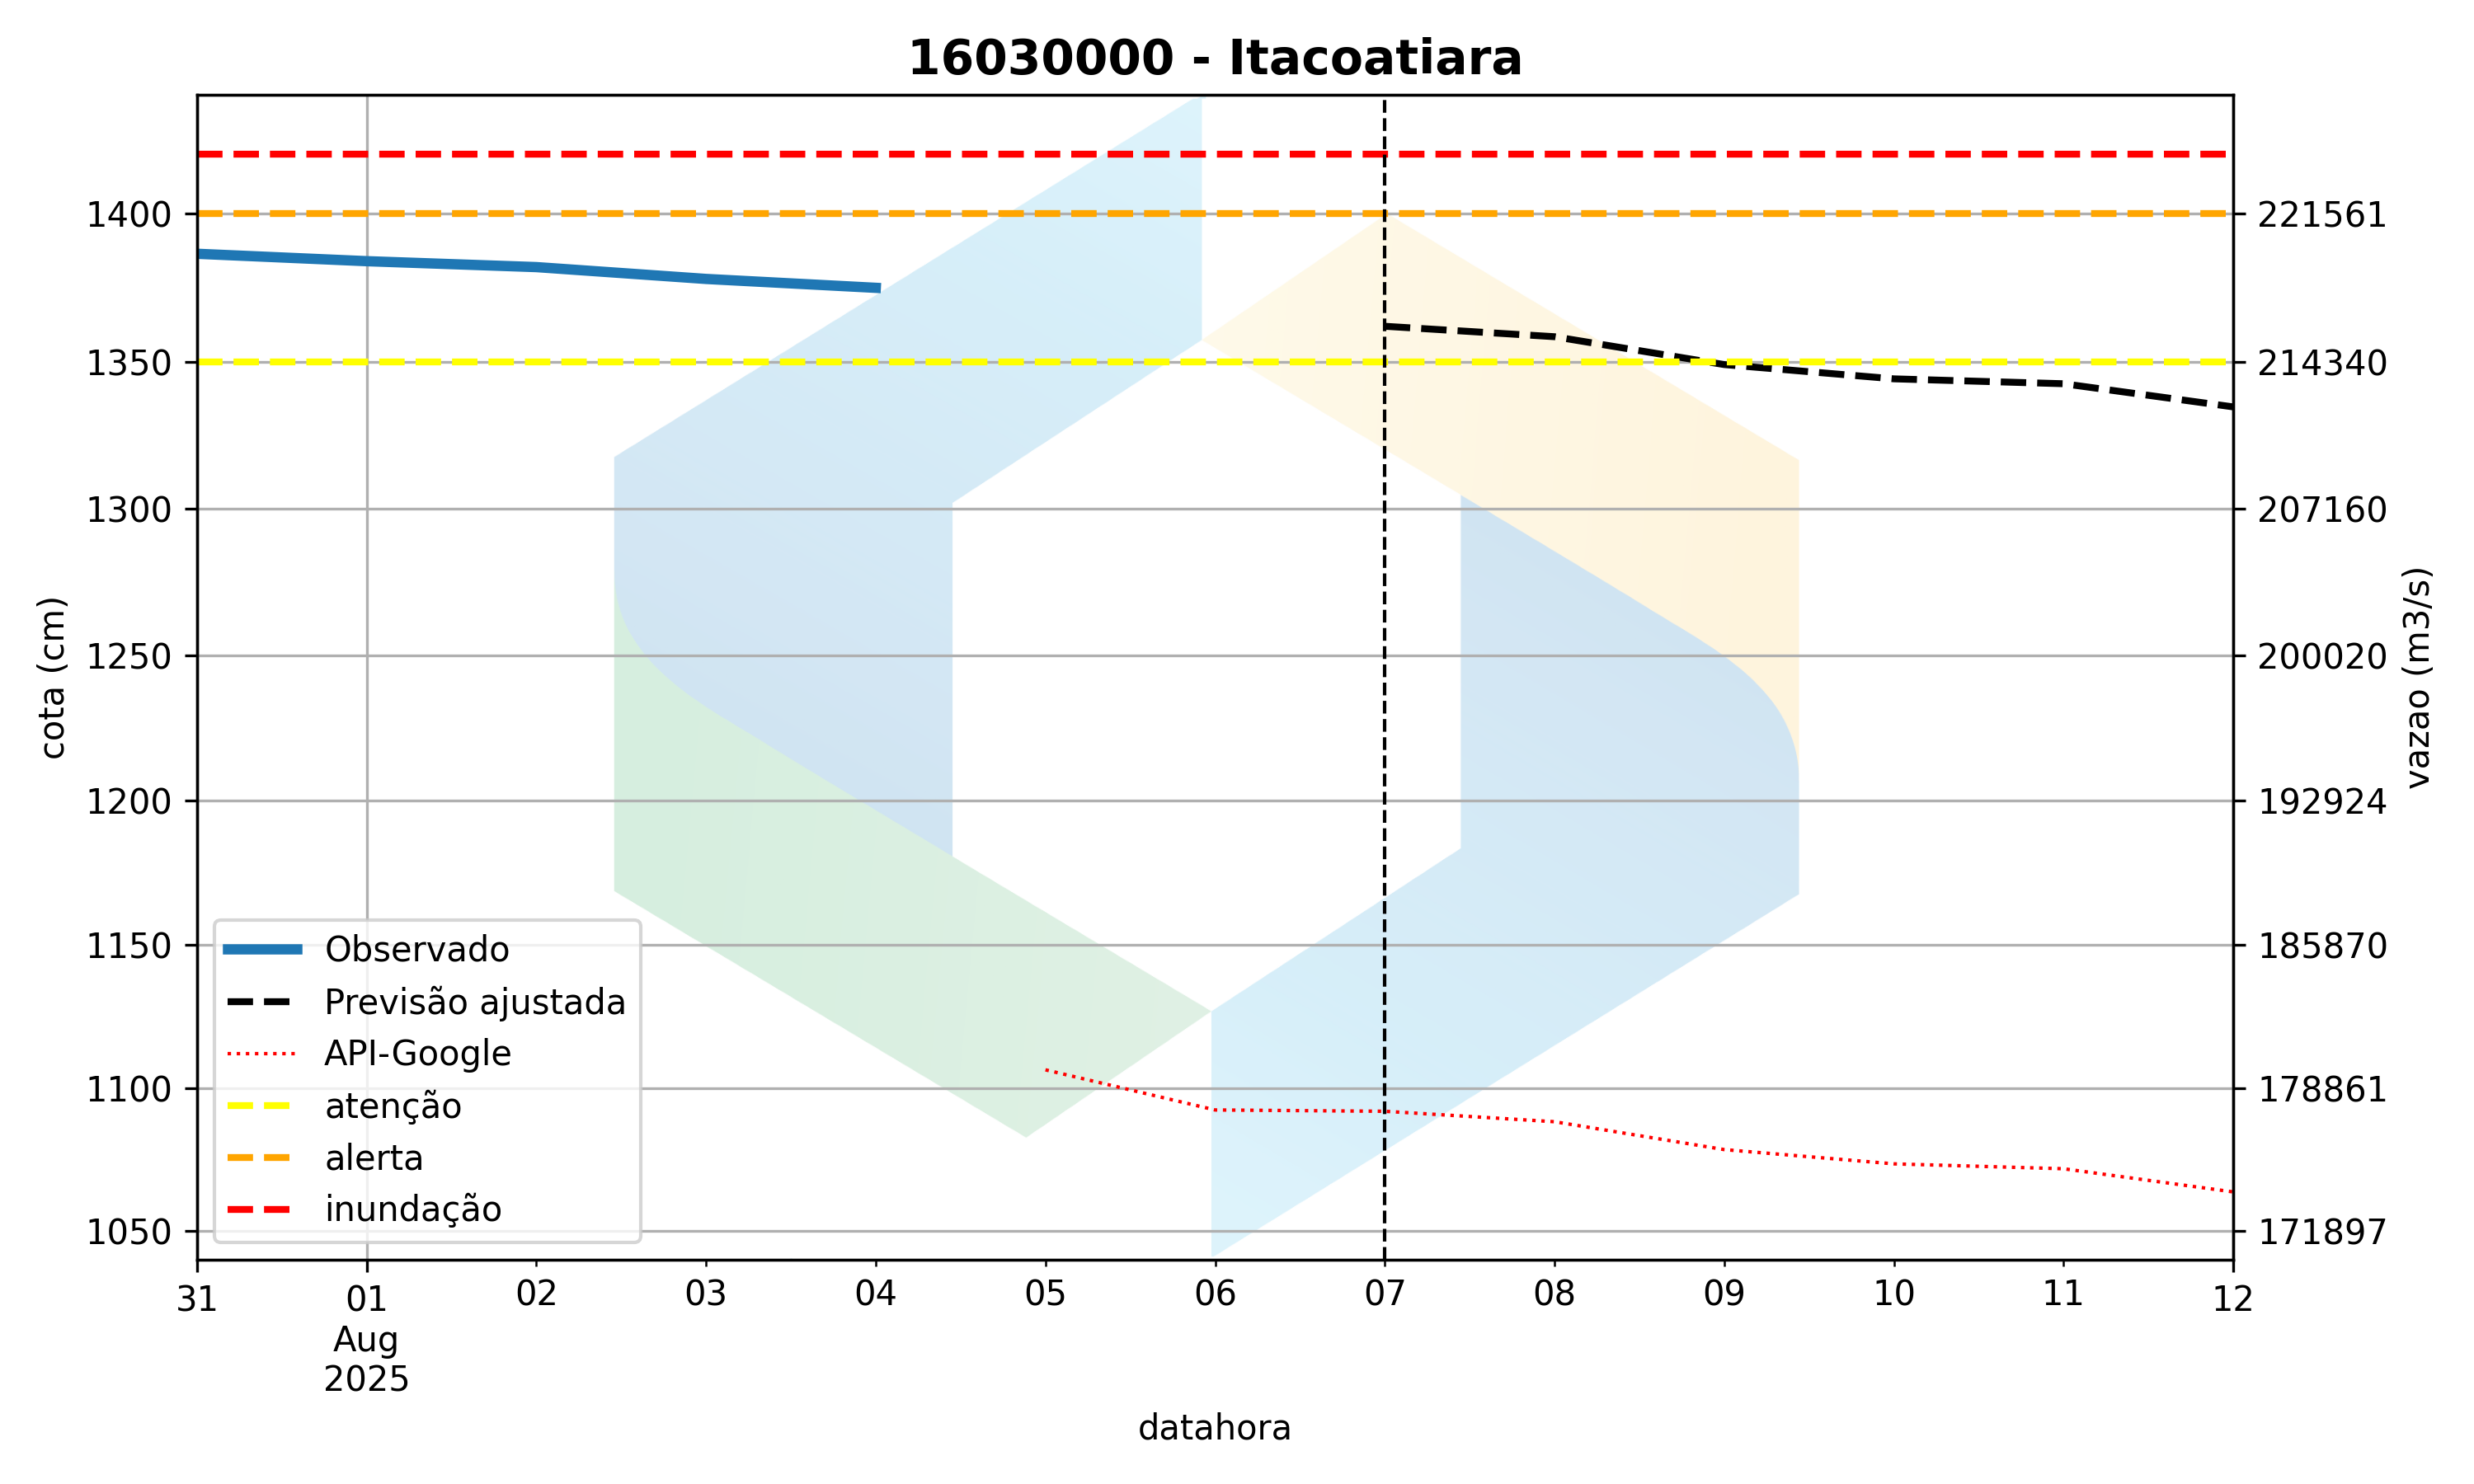 16030000 - Itacoatiara
1400
1350
1300
1250
1200
1150
1100
1050
cota (cm)
221561
214340
207160
200020
192924
185870
178861
171897
vazao (m3/s)
Observado
Previsão ajustada
API-Google
atenção
alerta
inundação
31 01 02 03 04 05 06 07 08 09 10 11 12
Aug
2025
datahora